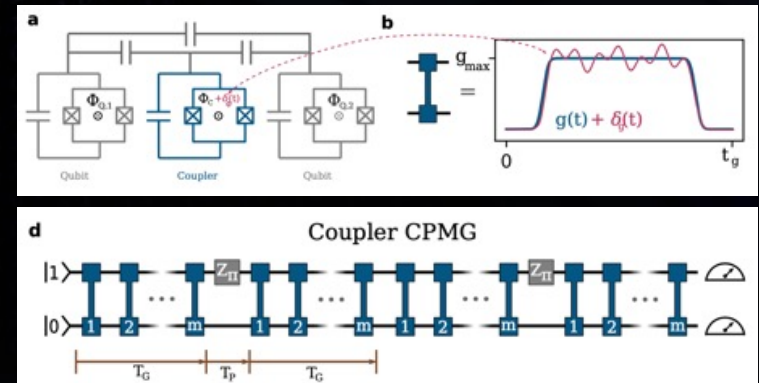 a
b
Φ_Q,1
Φ_C + δ(t)
Φ_Q,2
Qubit
Coupler
Qubit
=
g_max
g(t) + δ_g(t)
0
t_g
d
Coupler CPMG
|1⟩
Z_Π
Z_Π
...
...
...
...
|0⟩
1 2 m 1 2 m 1 2 m 1 2 m
T_G T_P T_G